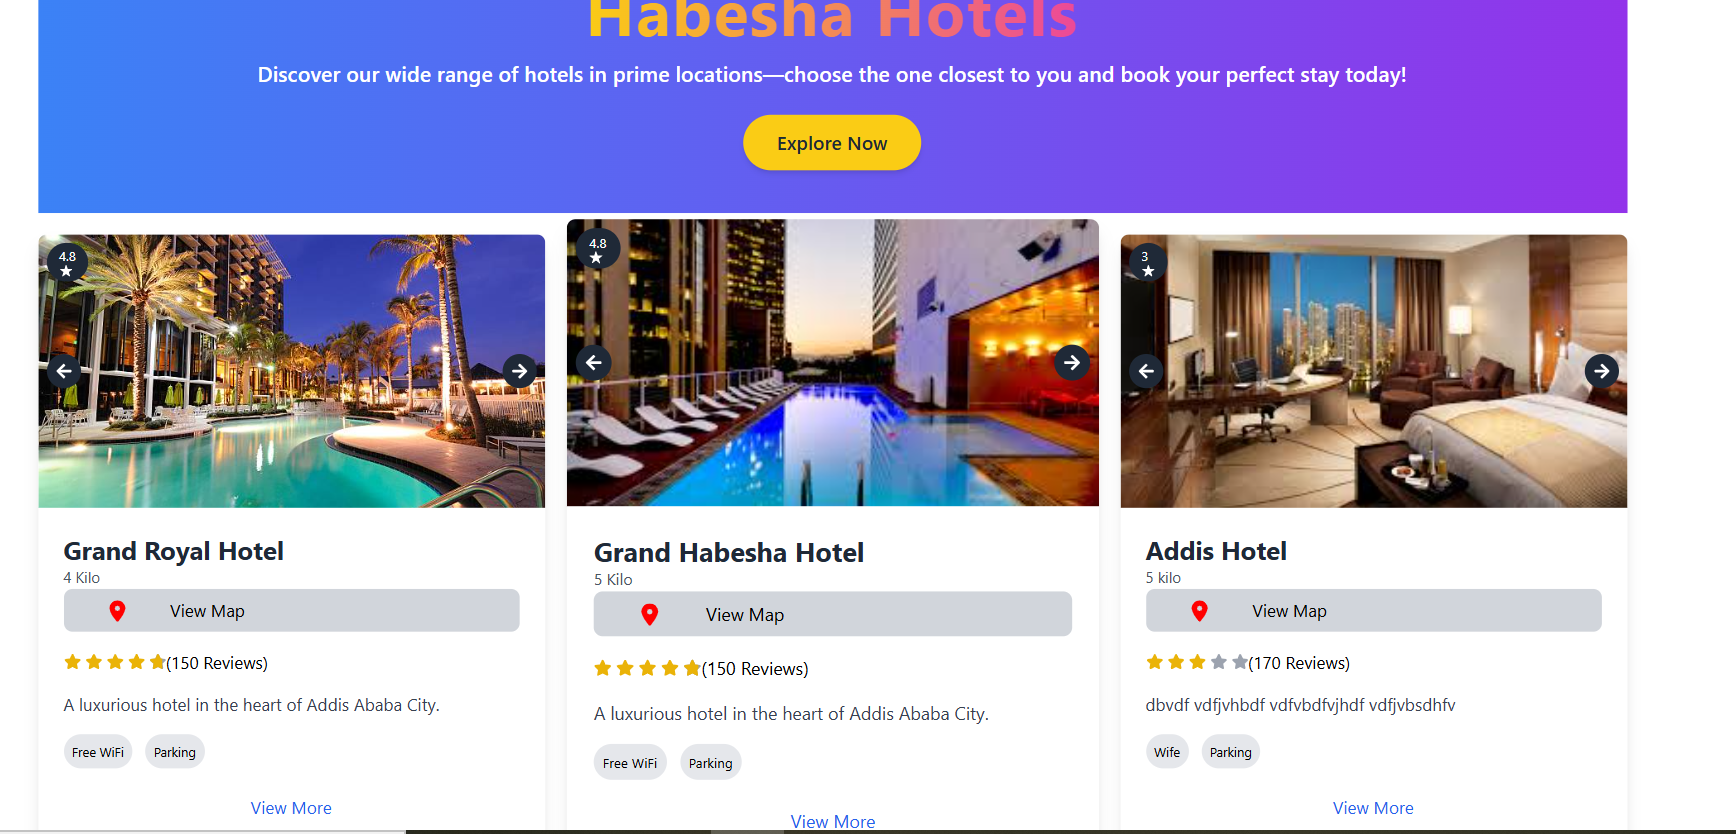 Habesha Hotels
Discover our wide range of hotels in prime locations—choose the one closest to you and book your perfect stay today!
Explore Now
4.8
Grand Royal Hotel
4 Kilo
View Map
(150 Reviews)
A luxurious hotel in the heart of Addis Ababa City.
Free WiFi
Parking
View More
4.8
Grand Habesha Hotel
5 Kilo
View Map
(150 Reviews)
A luxurious hotel in the heart of Addis Ababa City.
Free WiFi
Parking
View More
3
Addis Hotel
5 kilo
View Map
(170 Reviews)
dbvdf vdfjvhbdf vdfvbdfvjhdf vdfjvbsdhfv
Wife
Parking
View More